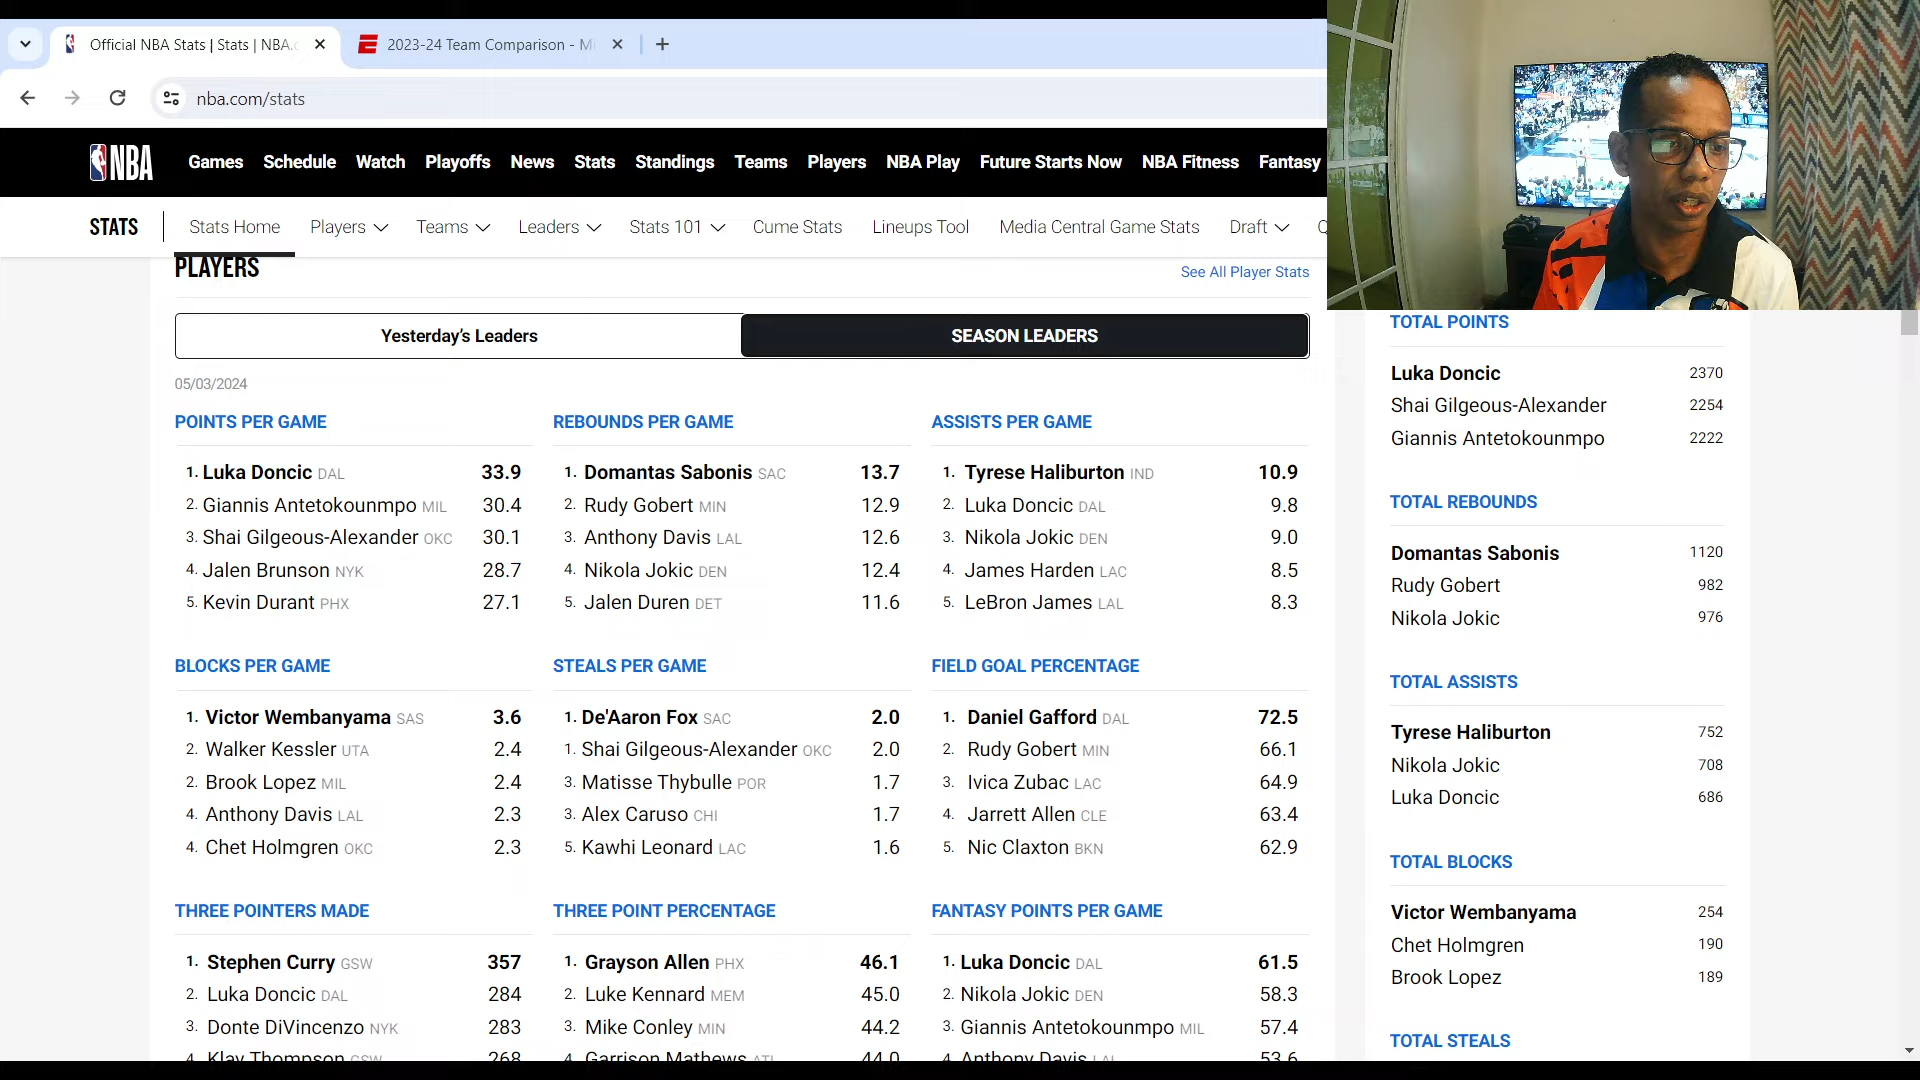 Official NBA Stats | Stats | NBA.c
2023-24 Team Comparison - Mi
nba.com/stats
NBA
Games Schedule Watch Playoffs News Stats Standings Teams Players NBA Play Future Starts Now NBA Fitness Fantasy
STATS
Stats Home Players Teams Leaders Stats 101 Cume Stats Lineups Tool Media Central Game Stats Draft Q
PLAYERS
See All Player Stats
Yesterday's Leaders
SEASON LEADERS
05/03/2024
POINTS PER GAME
1. Luka Doncic DAL 33.9
2. Giannis Antetokounmpo MIL 30.4
3. Shai Gilgeous-Alexander OKC 30.1
4. Jalen Brunson NYK 28.7
5. Kevin Durant PHX 27.1
REBOUNDS PER GAME
1. Domantas Sabonis SAC 13.7
2. Rudy Gobert MIN 12.9
3. Anthony Davis LAL 12.6
4. Nikola Jokic DEN 12.4
5. Jalen Duren DET 11.6
ASSISTS PER GAME
1. Tyrese Haliburton IND 10.9
2. Luka Doncic DAL 9.8
3. Nikola Jokic DEN 9.0
4. James Harden LAC 8.5
5. LeBron James LAL 8.3
BLOCKS PER GAME
1. Victor Wembanyama SAS 3.6
2. Walker Kessler UTA 2.4
2. Brook Lopez MIL 2.4
4. Anthony Davis LAL 2.3
4. Chet Holmgren OKC 2.3
STEALS PER GAME
1. De'Aaron Fox SAC 2.0
1. Shai Gilgeous-Alexander OKC 2.0
3. Matisse Thybulle POR 1.7
3. Alex Caruso CHI 1.7
5. Kawhi Leonard LAC 1.6
FIELD GOAL PERCENTAGE
1. Daniel Gafford DAL 72.5
2. Rudy Gobert MIN 66.1
3. Ivica Zubac LAC 64.9
4. Jarrett Allen CLE 63.4
5. Nic Claxton BKN 62.9
THREE POINTERS MADE
1. Stephen Curry GSW 357
2. Luka Doncic DAL 284
3. Donte DiVincenzo NYK 283
4. Klay Thompson GSW 268
THREE POINT PERCENTAGE
1. Grayson Allen PHX 46.1
2. Luke Kennard MEM 45.0
3. Mike Conley MIN 44.2
4. Garrison Mathews ATL 44.0
FANTASY POINTS PER GAME
1. Luka Doncic DAL 61.5
2. Nikola Jokic DEN 58.3
3. Giannis Antetokounmpo MIL 57.4
4. Anthony Davis LAL 53.6
TOTAL POINTS
Luka Doncic 2370
Shai Gilgeous-Alexander 2254
Giannis Antetokounmpo 2222
TOTAL REBOUNDS
Domantas Sabonis 1120
Rudy Gobert 982
Nikola Jokic 976
TOTAL ASSISTS
Tyrese Haliburton 752
Nikola Jokic 708
Luka Doncic 686
TOTAL BLOCKS
Victor Wembanyama 254
Chet Holmgren 190
Brook Lopez 189
TOTAL STEALS